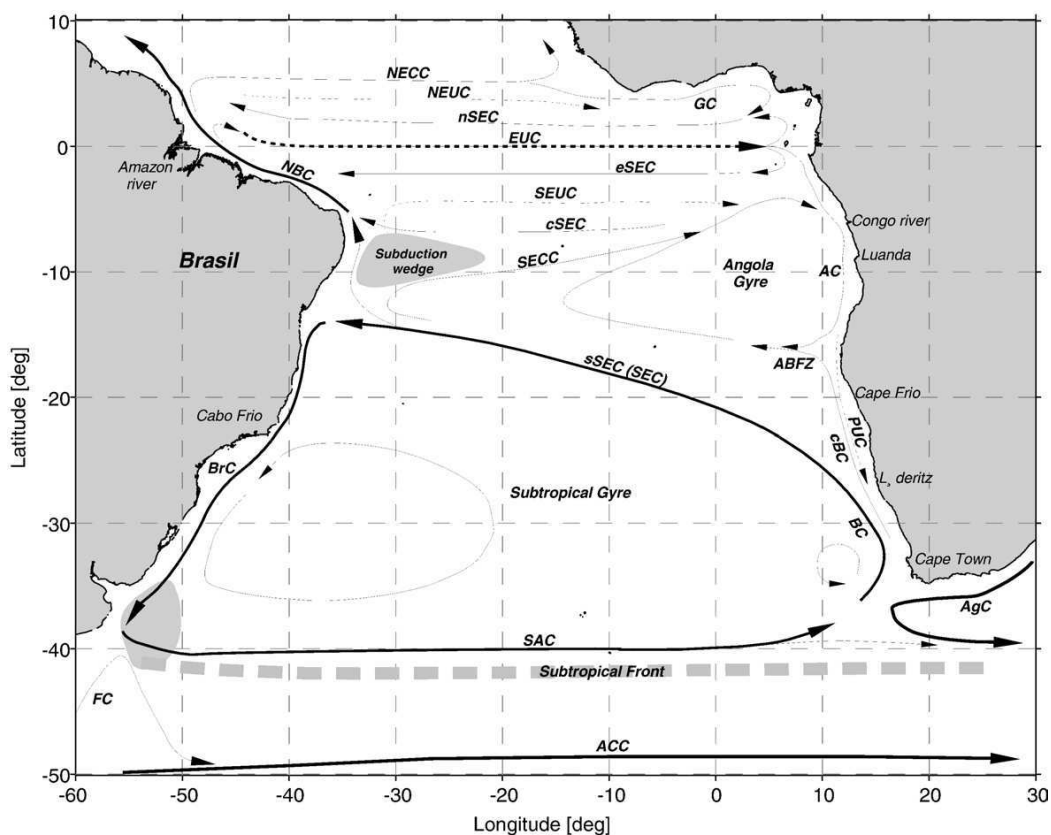 10
NECC
NEUC
GC
nSEC
EUC
0
Amazon
river
NBC
eSEC
SEUC
cSEC
Congo river
Subduction
wedge
SECC
Brasil
Luanda
-10
Angola
Gyre
AC
sSEC (SEC)
ABFZ
-20
Cape Frio
Cabo Frio
PUC
cBC
BrC
L¸ deritz
Subtropical Gyre
-30
BC
Cape Town
AgC
SAC
-40
Subtropical Front
FC
ACC
-50
-60
-50
-40
-30
-20
-10
0
10
20
30
Latitude [deg]
Longitude [deg]